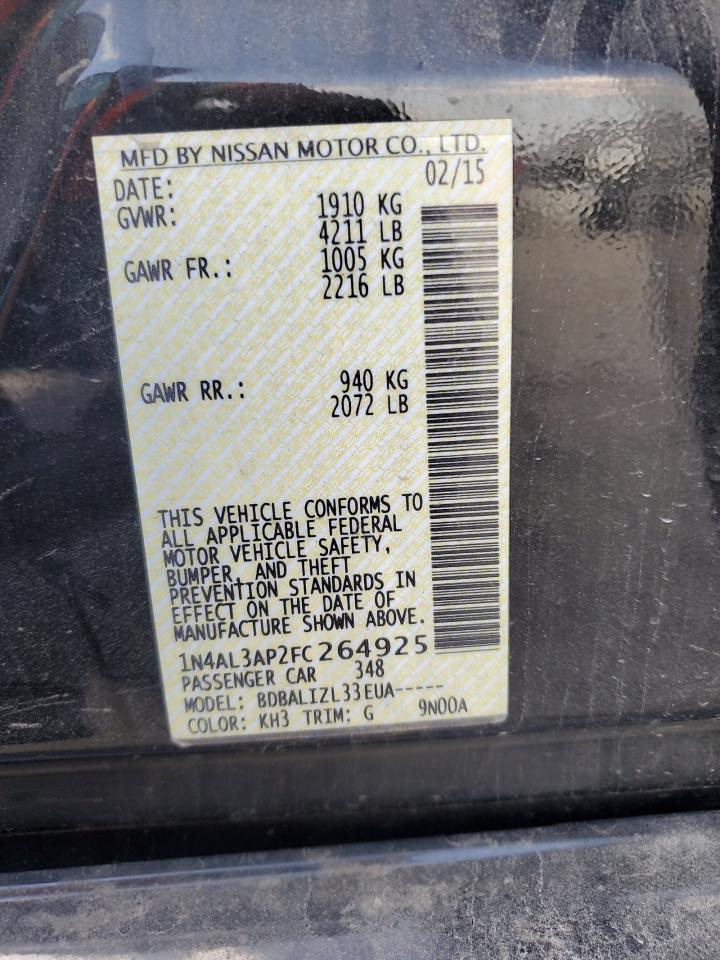 MFD BY NISSAN MOTOR CO., LTD.
DATE: 02/15
GVWR: 1910 KG
4211 LB
GAWR FR.: 1005 KG
2216 LB
GAWR RR.: 940 KG
2072 LB
THIS VEHICLE CONFORMS TO
ALL APPLICABLE FEDERAL
MOTOR VEHICLE SAFETY,
BUMPER, AND THEFT
PREVENTION STANDARDS IN
EFFECT ON THE DATE OF
MANUFACTURE SHOWN ABOVE.
1N4AL3AP2FC264925
PASSENGER CAR 348
MODEL: BDBALIZL33EUA-----
COLOR: KH3 TRIM: G 9N00A